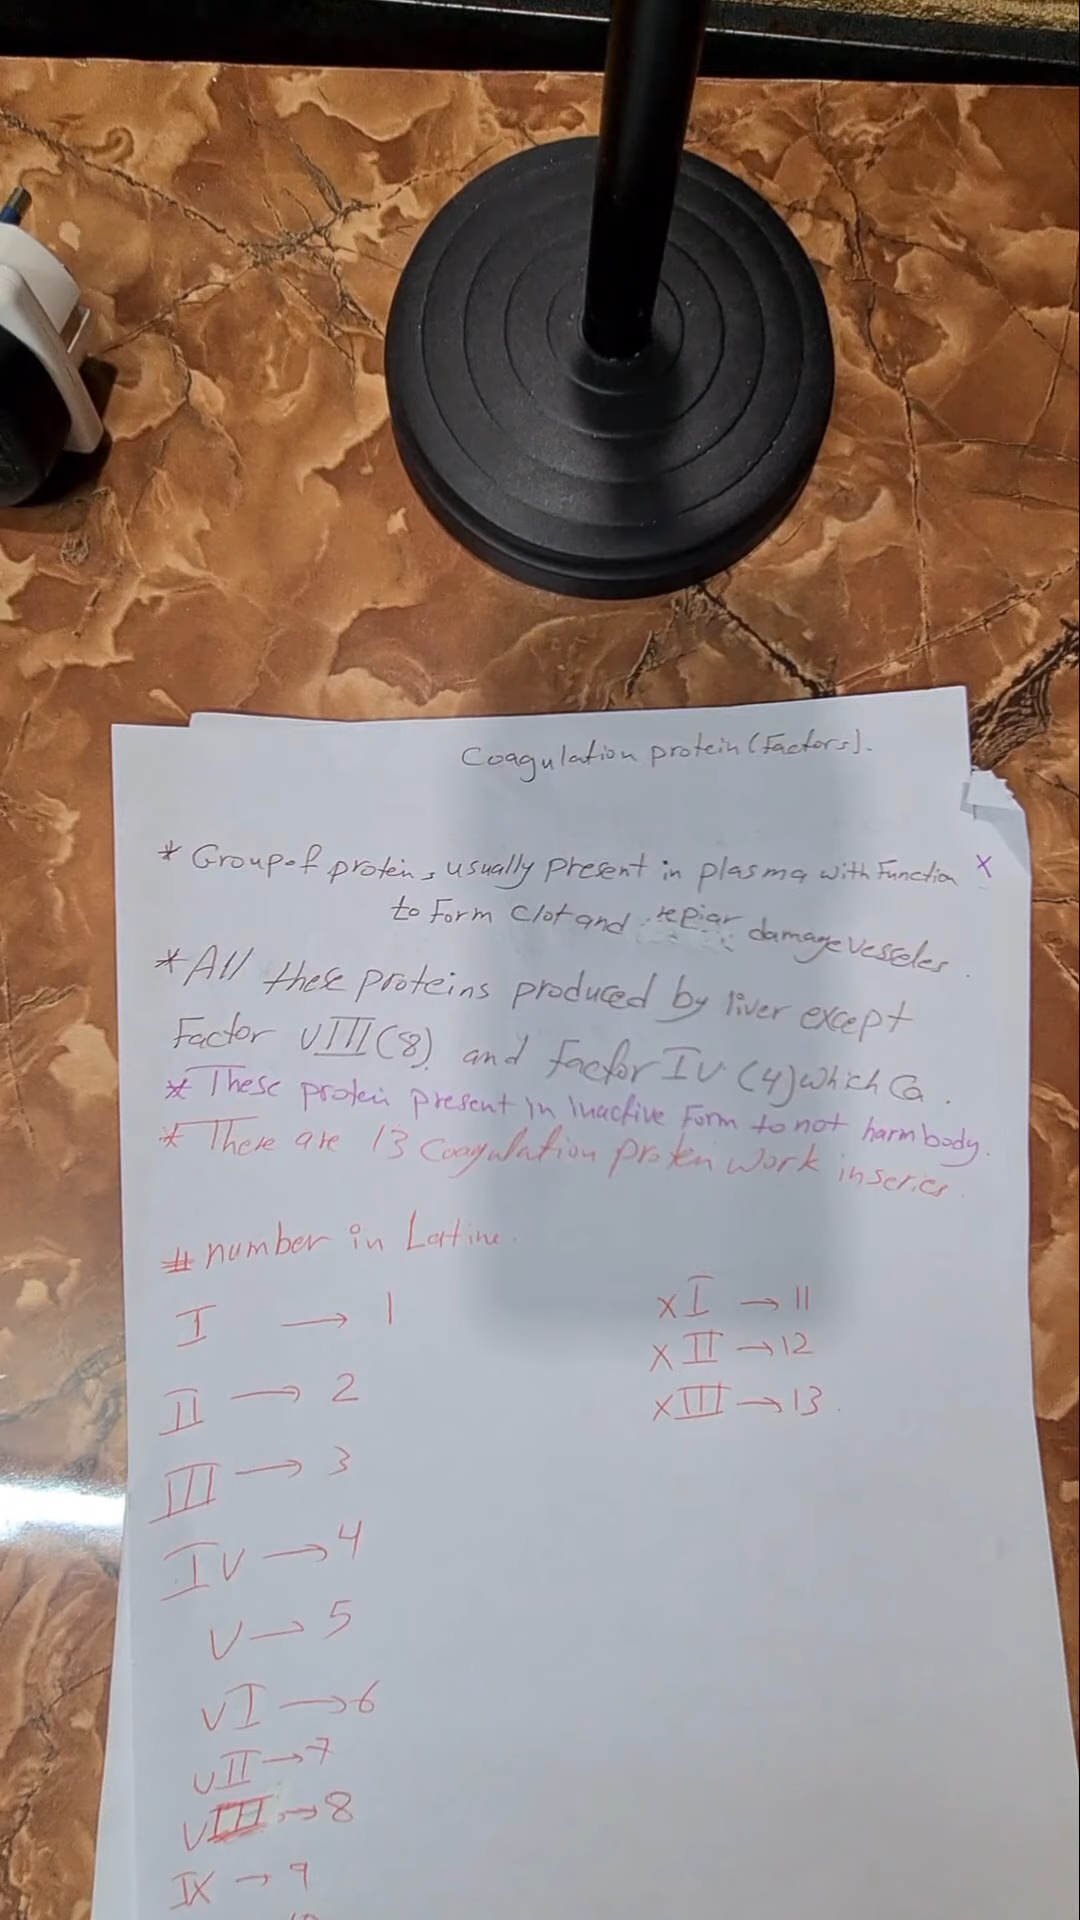 Coagulation protein (Factors).
* Group of protein, usually present in plasma with Function X
to Form clot and repiar damage vesseles.
* All these proteins produced by liver except
Factor VIII (8) and factor IV (4) which Ca.
* These protein present in inactive Form to not harm body.
* There are 13 Coagulation protein work in series.
# number in Latine.
I → 1
II → 2
III → 3
IV → 4
V → 5
VI → 6
VII → 7
VIII → 8
IX → 9
10
XI → 11
XII → 12
XIII → 13.